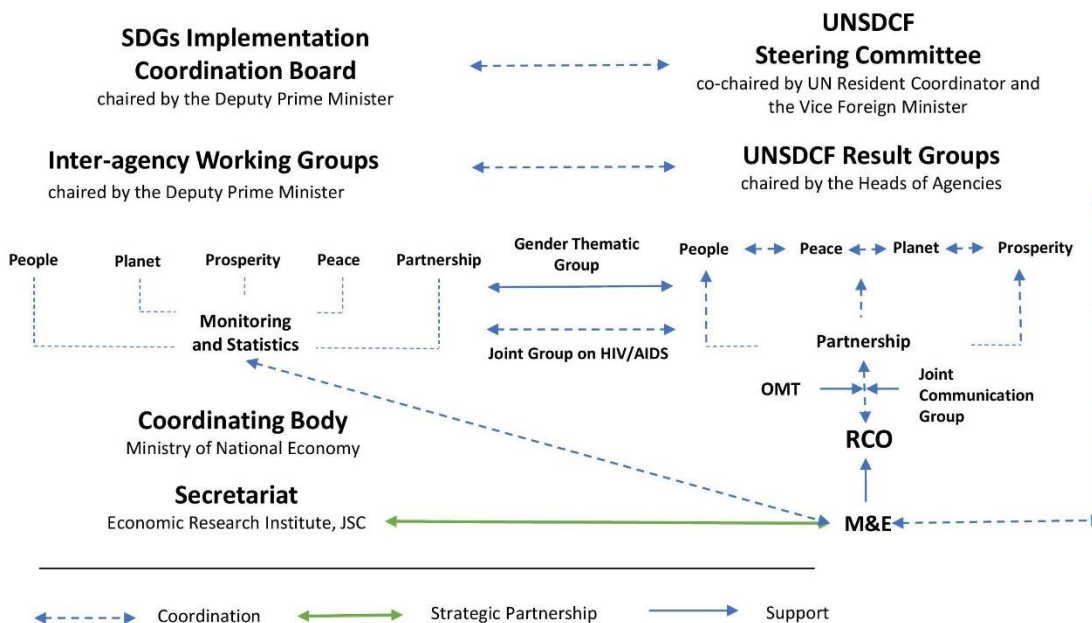 SDGs Implementation
Coordination Board
chaired by the Deputy Prime Minister
UNSDCF
Steering Committee
co-chaired by UN Resident Coordinator and
the Vice Foreign Minister
Inter-agency Working Groups
chaired by the Deputy Prime Minister
UNSDCF Result Groups
chaired by the Heads of Agencies
People
Planet
Prosperity
Peace
Partnership
Gender Thematic
Group
People
Peace
Planet
Prosperity
Monitoring
and Statistics
Joint Group on HIV/AIDS
Partnership
OMT
Joint
Communication
Group
Coordinating Body
Ministry of National Economy
RCO
Secretariat
Economic Research Institute, JSC
M&E
Coordination
Strategic Partnership
Support